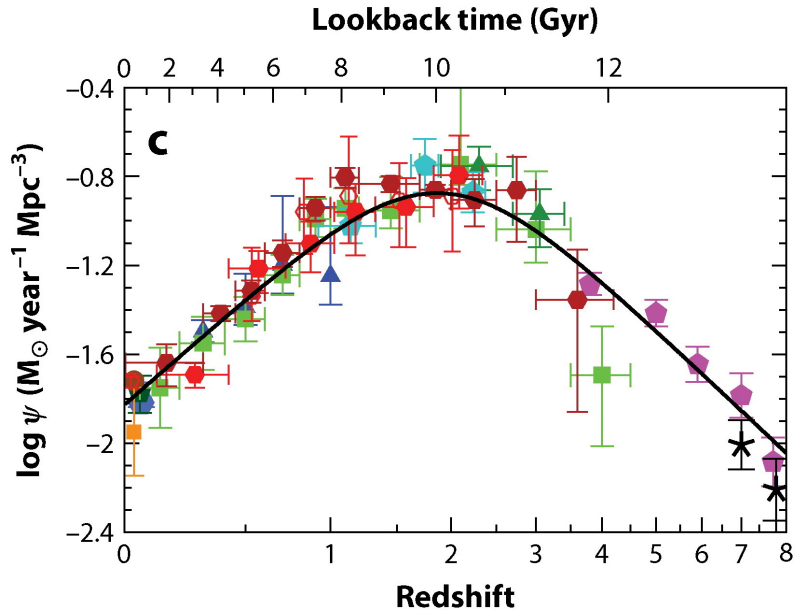 Lookback time (Gyr)
0 2 4 6 8 10 12
c
−0.4
−0.8
−1.2
−1.6
−2
−2.4
log ψ (M⊙ year−1 Mpc−3)
0 1 2 3 4 5 6 7 8
Redshift